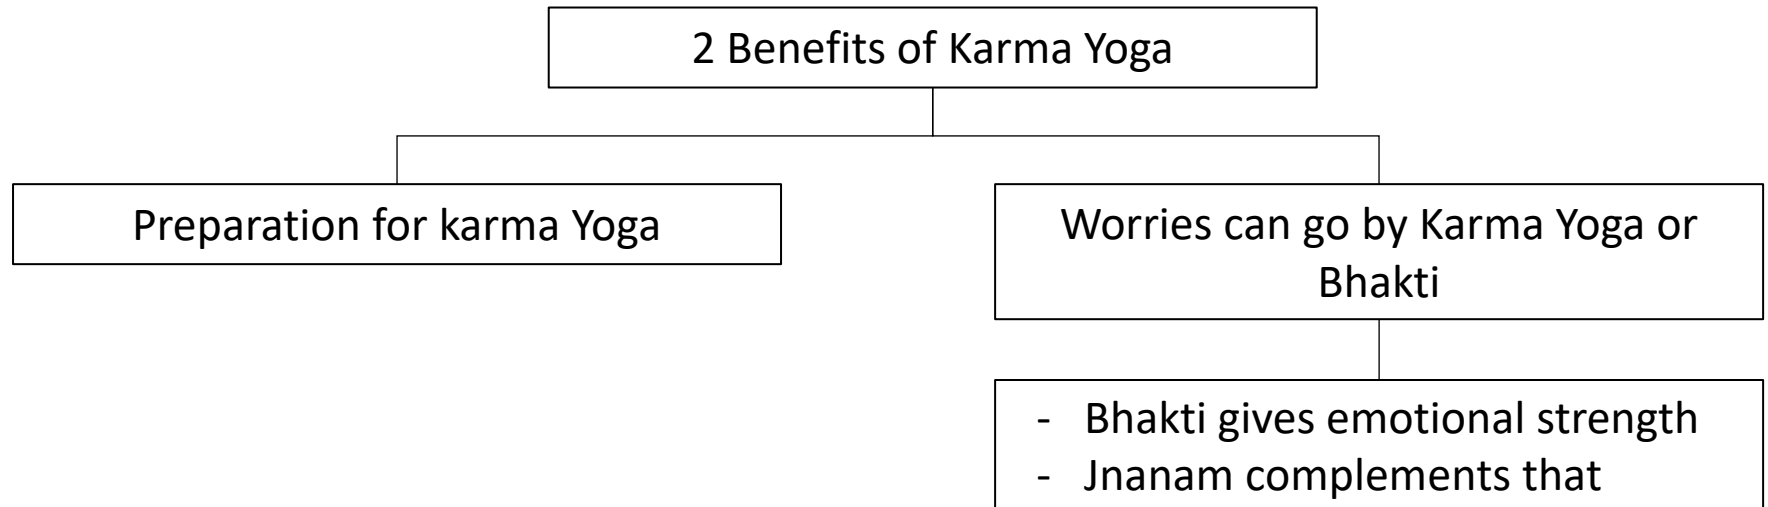 2 Benefits of Karma Yoga
Preparation for karma Yoga
Worries can go by Karma Yoga or
Bhakti
- Bhakti gives emotional strength
- Jnanam complements that